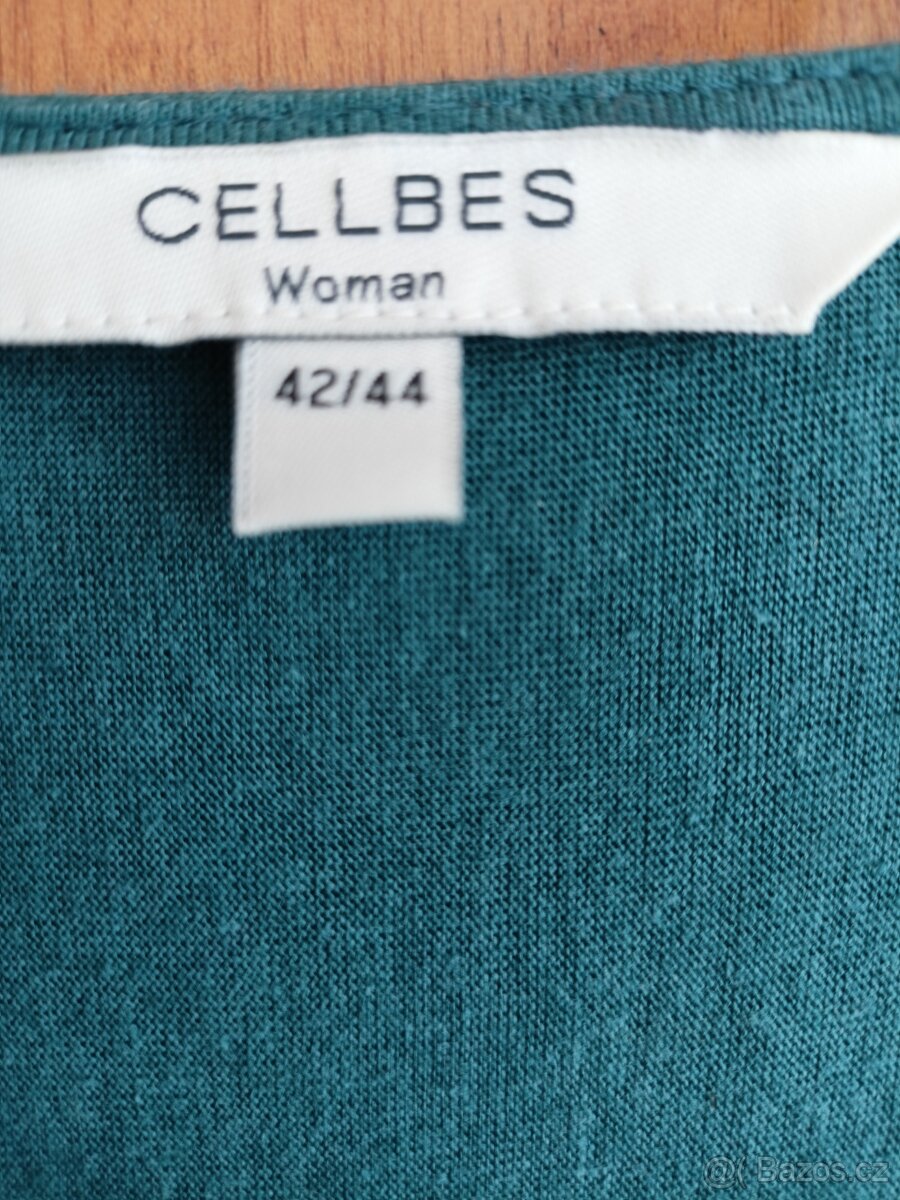 CELLBES
Woman
42/44
@( Bazos.cz